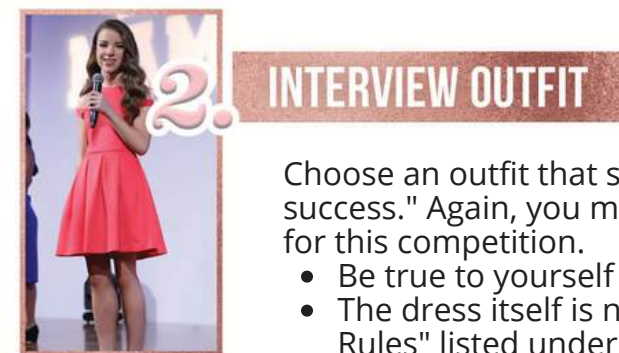 2.
INTERVIEW OUTFIT
Choose an outfit that s
success." Again, you m
for this competition.
• Be true to yourself
• The dress itself is n
Rules" listed under